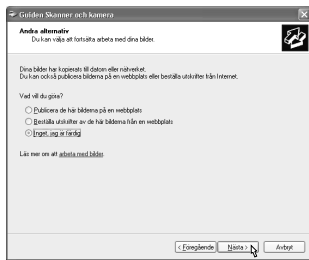 Guiden Skanner och kamera
Andra alternativ
Du kan välja att fortsätta arbeta med dina bilder.
Dina bilder har kopierats till datorn eller nätverket.
Du kan också publicera bilderna på en webbplats eller beställa utskrifter från Internet.
Vad vill du göra?
Publicera de här bilderna på en webbplats
Beställa utskrifter av de här bilderna från en webbplats
Inget, jag är färdig
Läs mer om att arbeta med bilder.
< Föregående Nästa > Avbryt